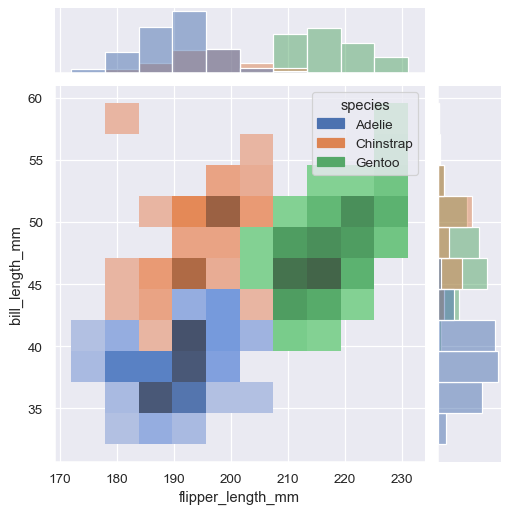 species
Adelie
Chinstrap
Gentoo
60
55
50
45
40
35
bill_length_mm
170 180 190 200 210 220 230
flipper_length_mm